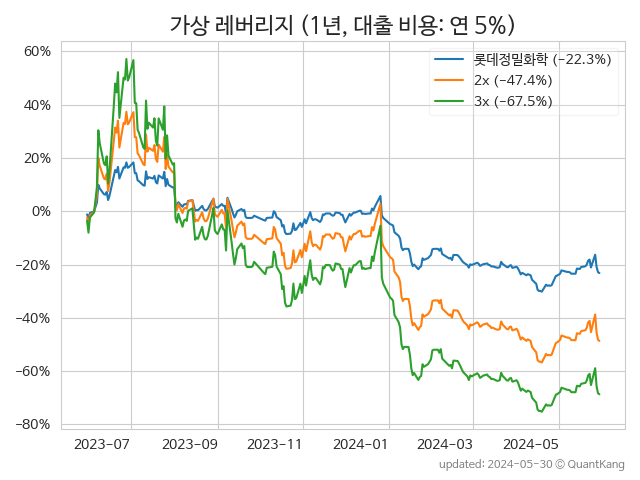 가상 레버리지 (1년, 대출 비용: 연 5%)
롯데정밀화학 (-22.3%)
2x (-47.4%)
3x (-67.5%)
60%
40%
20%
0%
-20%
-40%
-60%
-80%
2023-07
2023-09
2023-11
2024-01
2024-03
2024-05
updated: 2024-05-30 © QuantKang